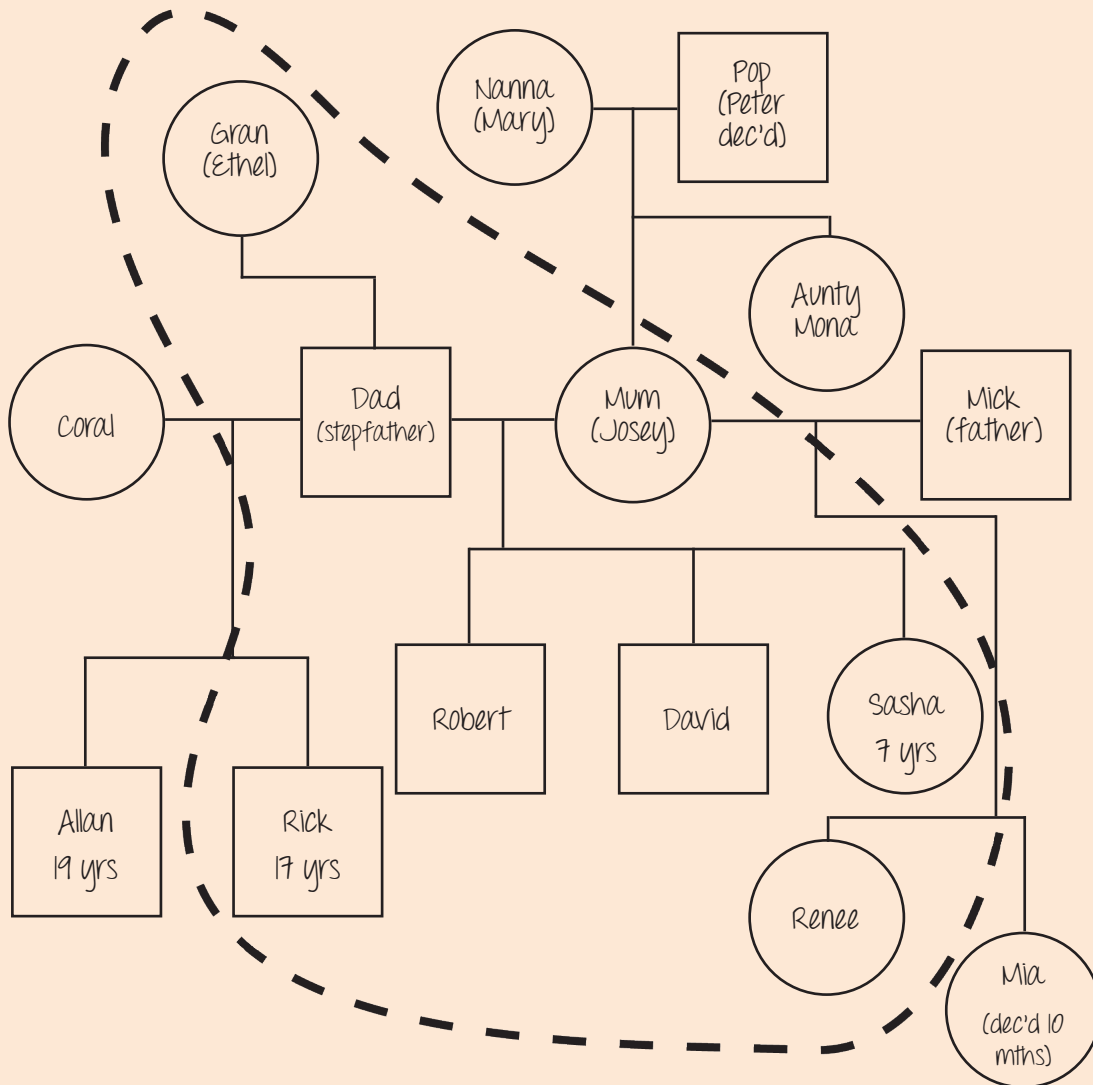 Nanna
(Mary)
Pop
(Peter
dec'd)
Gran
(Ethel)
Aunty
Mona
Coral
Dad
(stepfather)
Mum
(Josey)
Mick
(father)
Robert
David
Sasha
7 yrs
Allan
19 yrs
Rick
17 yrs
Renee
Mia
(dec'd 10
mths)